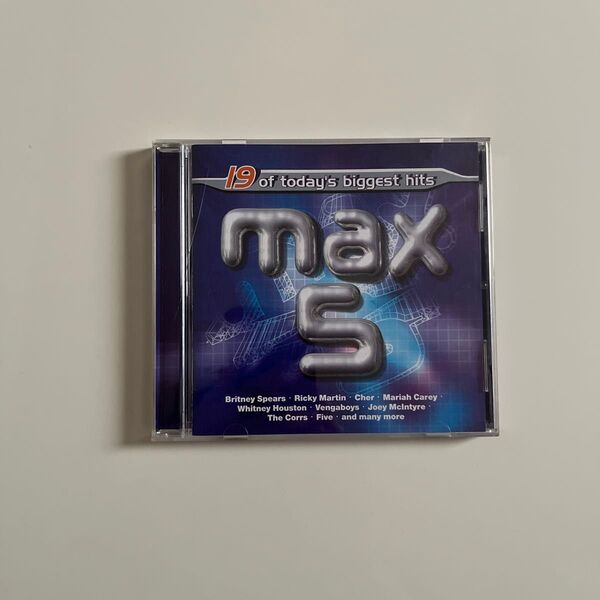 19 of today's biggest hits
max
5
Britney Spears · Ricky Martin · Cher · Mariah Carey ·
Whitney Houston · Vengaboys · Joey McIntyre ·
The Corrs · Five · and many more